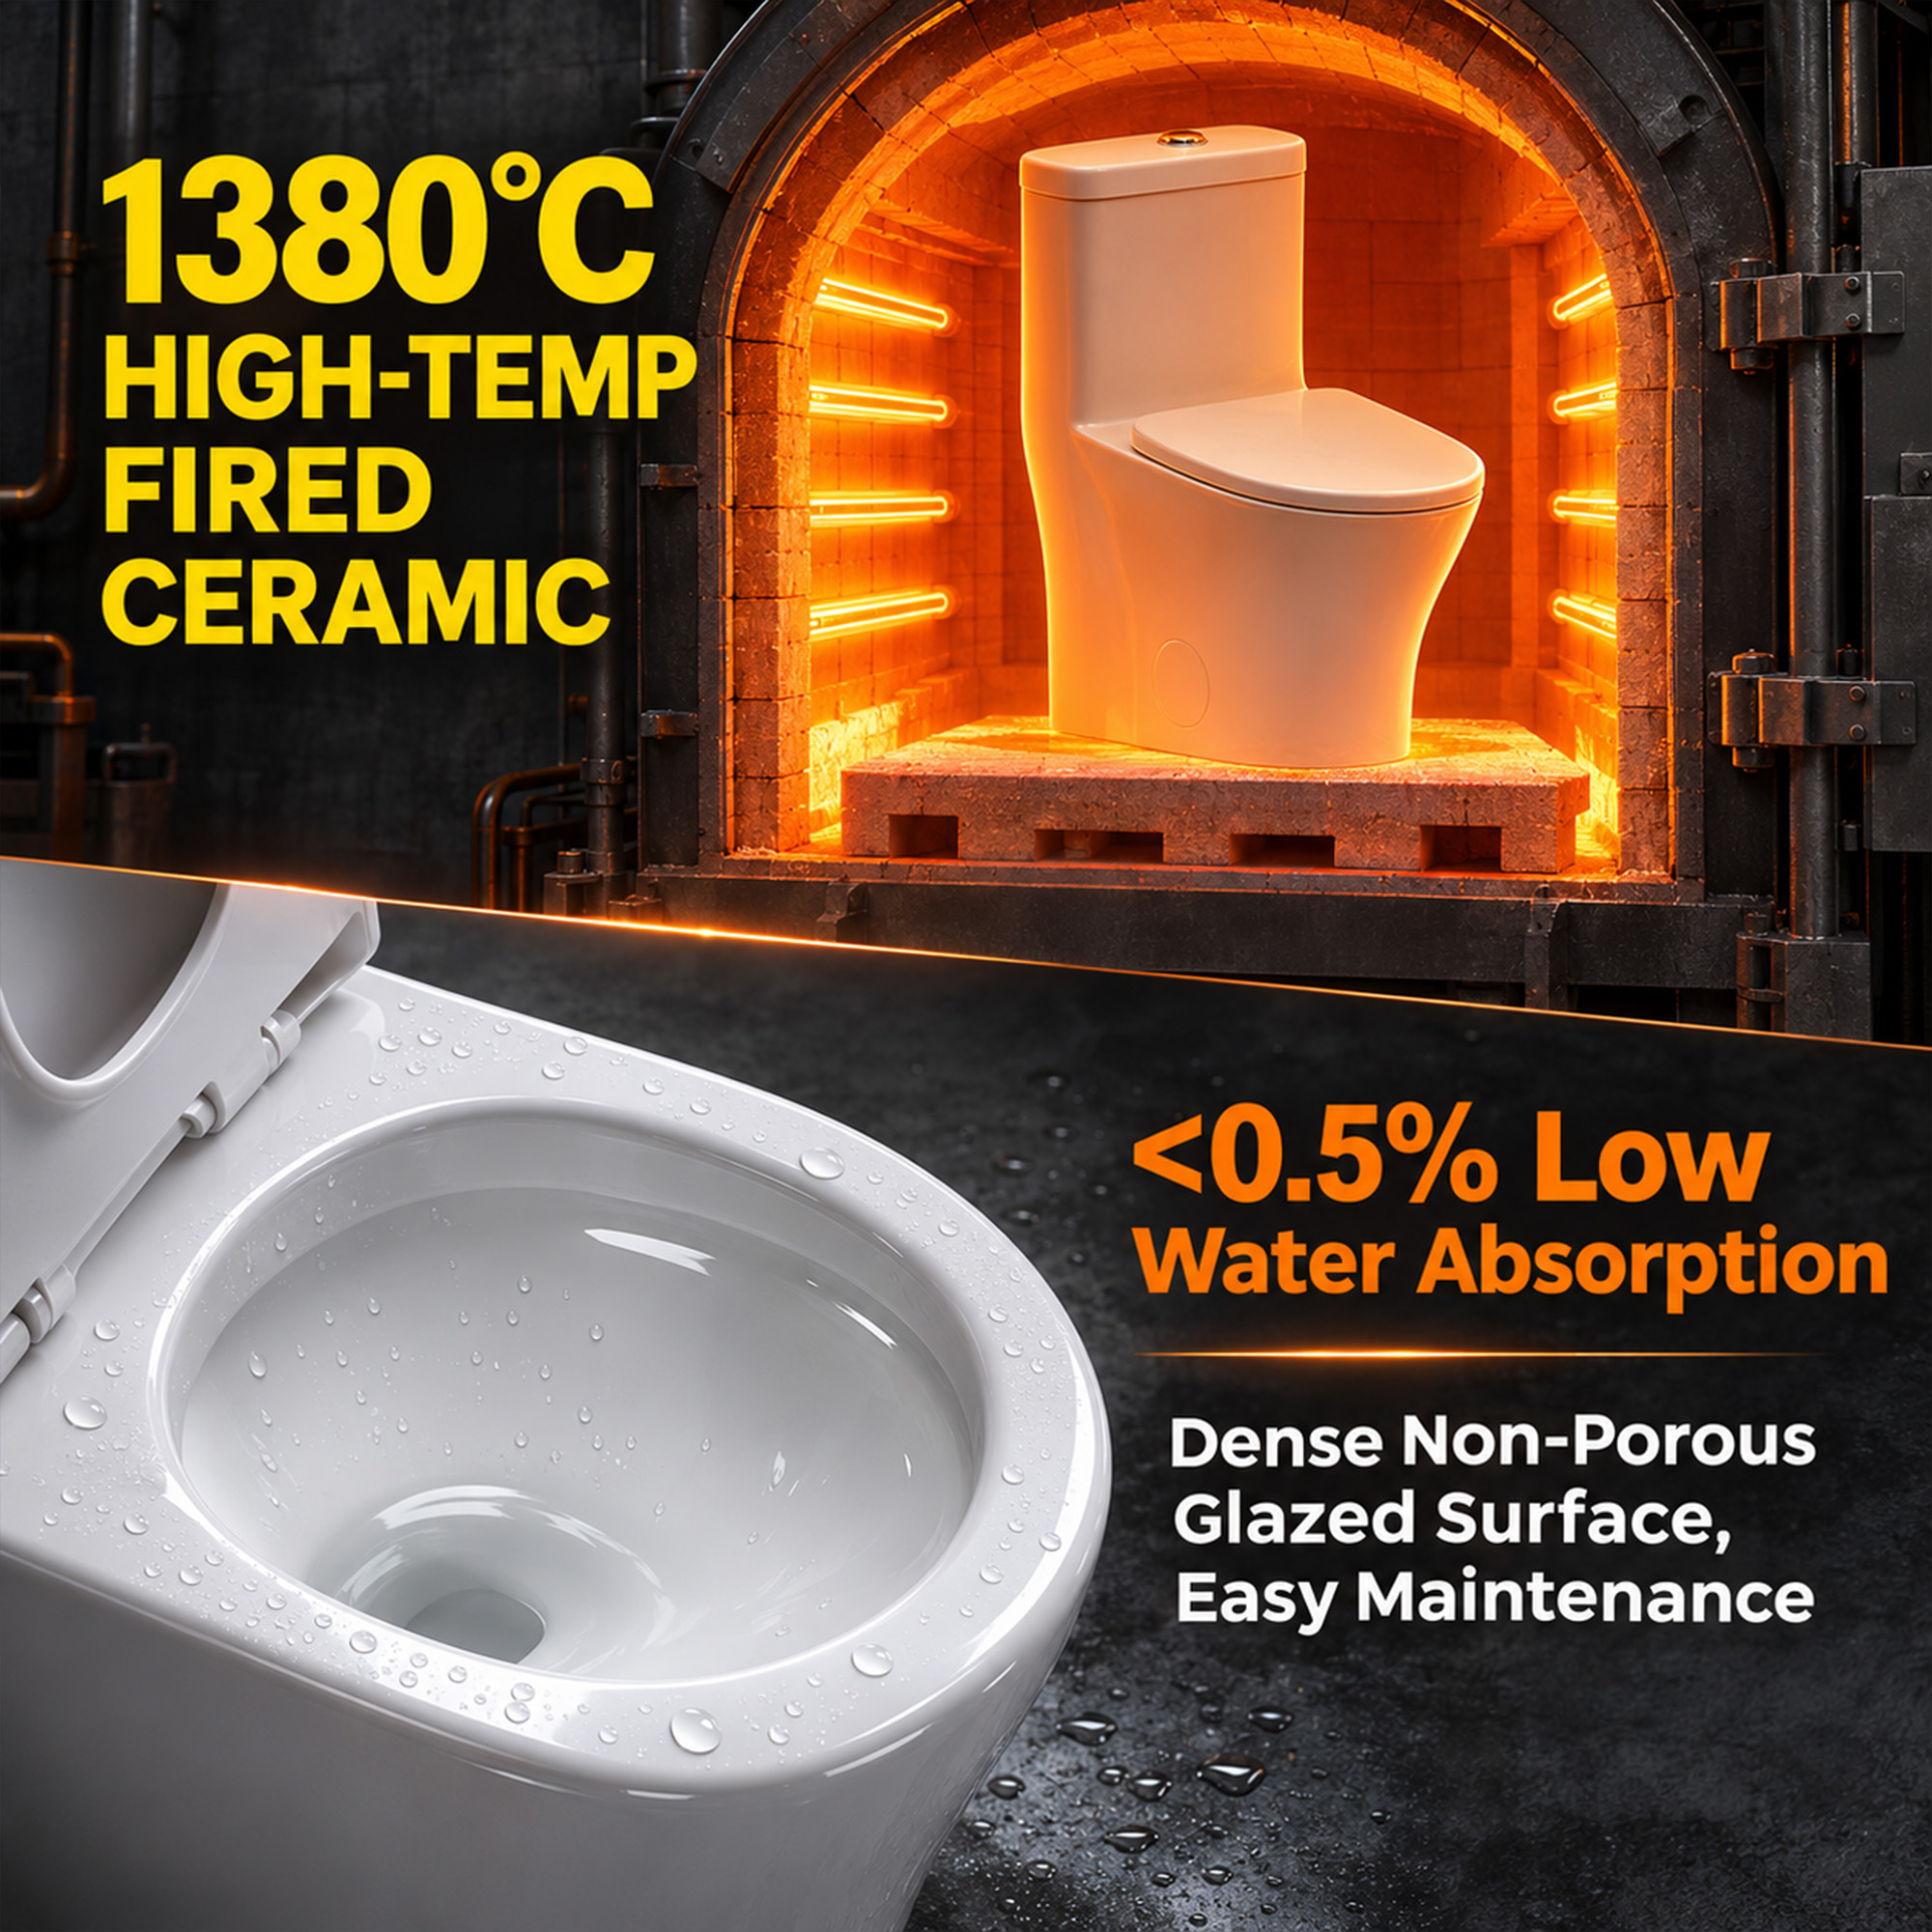 1380°C
HIGH-TEMP
FIRED
CERAMIC
<0.5% Low
Water Absorption
Dense Non-Porous
Glazed Surface,
Easy Maintenance